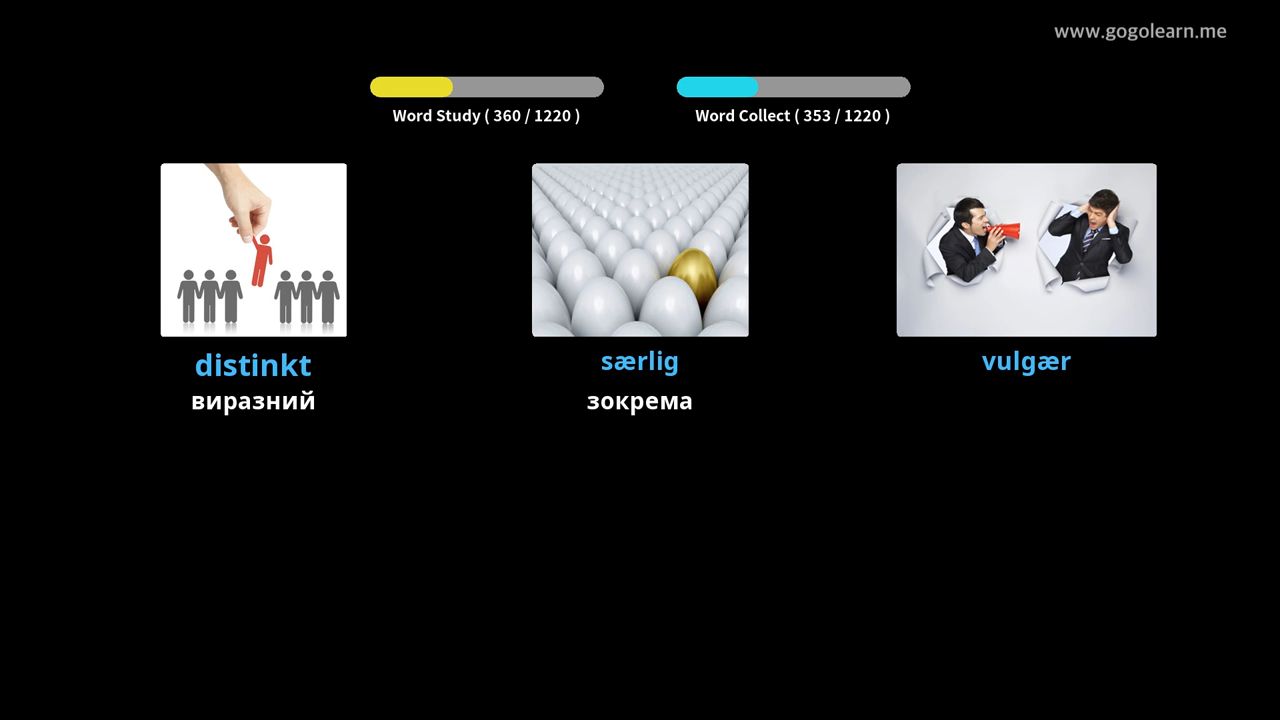 www.gogolearn.me
Word Study ( 360 / 1220 )
Word Collect ( 353 / 1220 )
distinkt
særlig
vulgær
виразний
зокрема